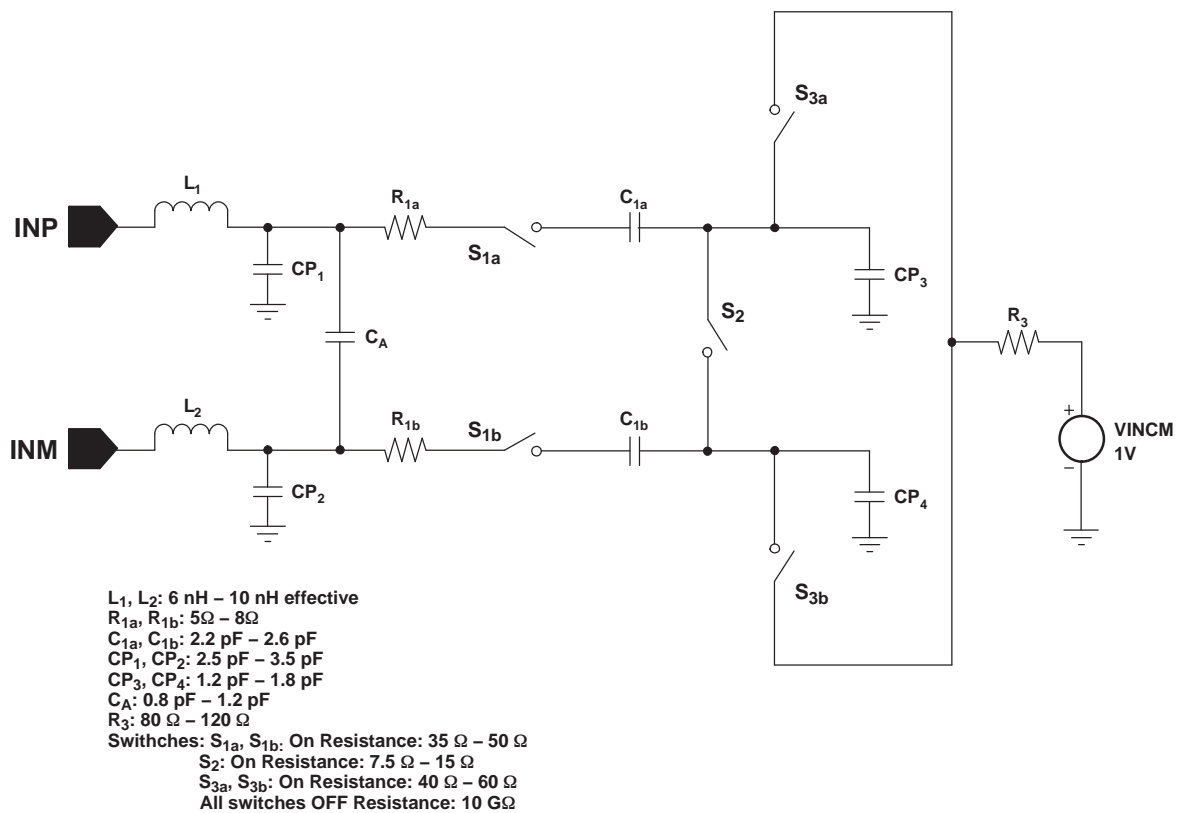 S3a
L1
R1a
C1a
INP
S1a
CP1
CP3
S2
R3
CA
L2
R1b
S1b
C1b
+
VINCM
1V
–
INM
CP2
CP4
S3b
L1, L2: 6 nH – 10 nH effective
R1a, R1b: 5Ω – 8Ω
C1a, C1b: 2.2 pF – 2.6 pF
CP1, CP2: 2.5 pF – 3.5 pF
CP3, CP4: 1.2 pF – 1.8 pF
CA: 0.8 pF – 1.2 pF
R3: 80 Ω – 120 Ω
Swithches: S1a, S1b: On Resistance: 35 Ω – 50 Ω
S2: On Resistance: 7.5 Ω – 15 Ω
S3a, S3b: On Resistance: 40 Ω – 60 Ω
All switches OFF Resistance: 10 GΩ